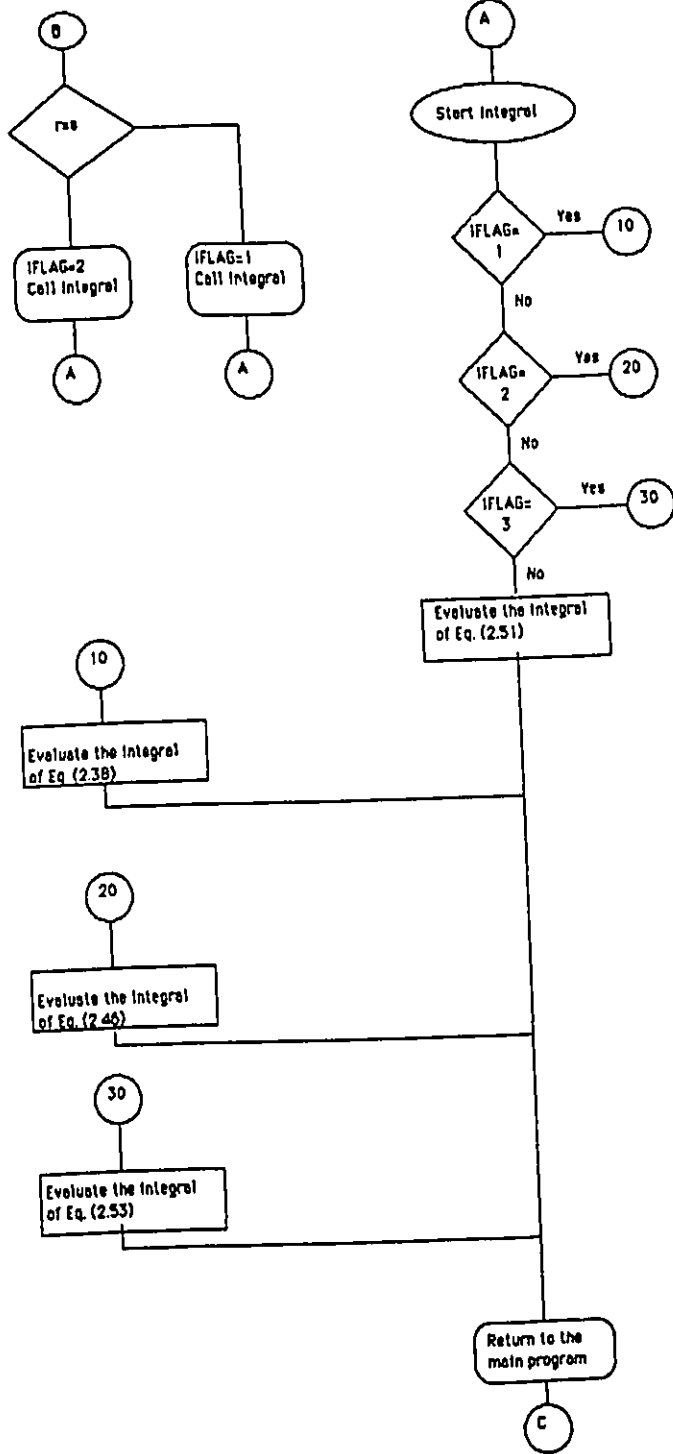 B
r=a
IFLAG=2
Call Integral
IFLAG=1
Call Integral
A
A
A
Start Integral
IFLAG=
1
Yes
10
No
IFLAG=
2
Yes
20
No
IFLAG=
3
Yes
30
No
Evaluate the Integral
of Eq. (2.51)
10
Evaluate the Integral
of Eq (2.38)
20
Evaluate the Integral
of Eq. (2.46)
30
Evaluate the Integral
of Eq. (2.53)
Return to the
main program
C